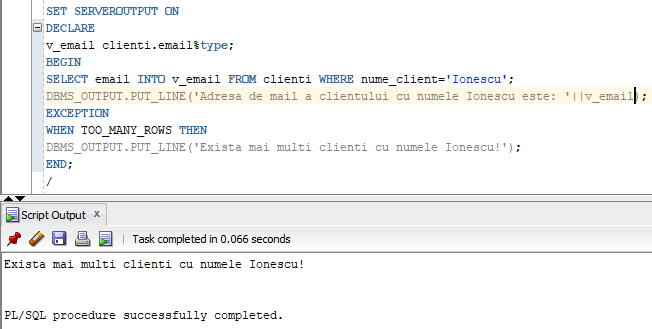 SET SERVEROUTPUT ON
DECLARE
v_email clienti.email%type;
BEGIN
SELECT email INTO v_email FROM clienti WHERE nume_client='Ionescu';
DBMS_OUTPUT.PUT_LINE('Adresa de mail a clientului cu numele Ionescu este: '||v_email);
EXCEPTION
WHEN TOO_MANY_ROWS THEN
DBMS_OUTPUT.PUT_LINE('Exista mai multi clienti cu numele Ionescu!');
END;
/
Script Output x
Task completed in 0.066 seconds
Exista mai multi clienti cu numele Ionescu!
PL/SQL procedure successfully completed.